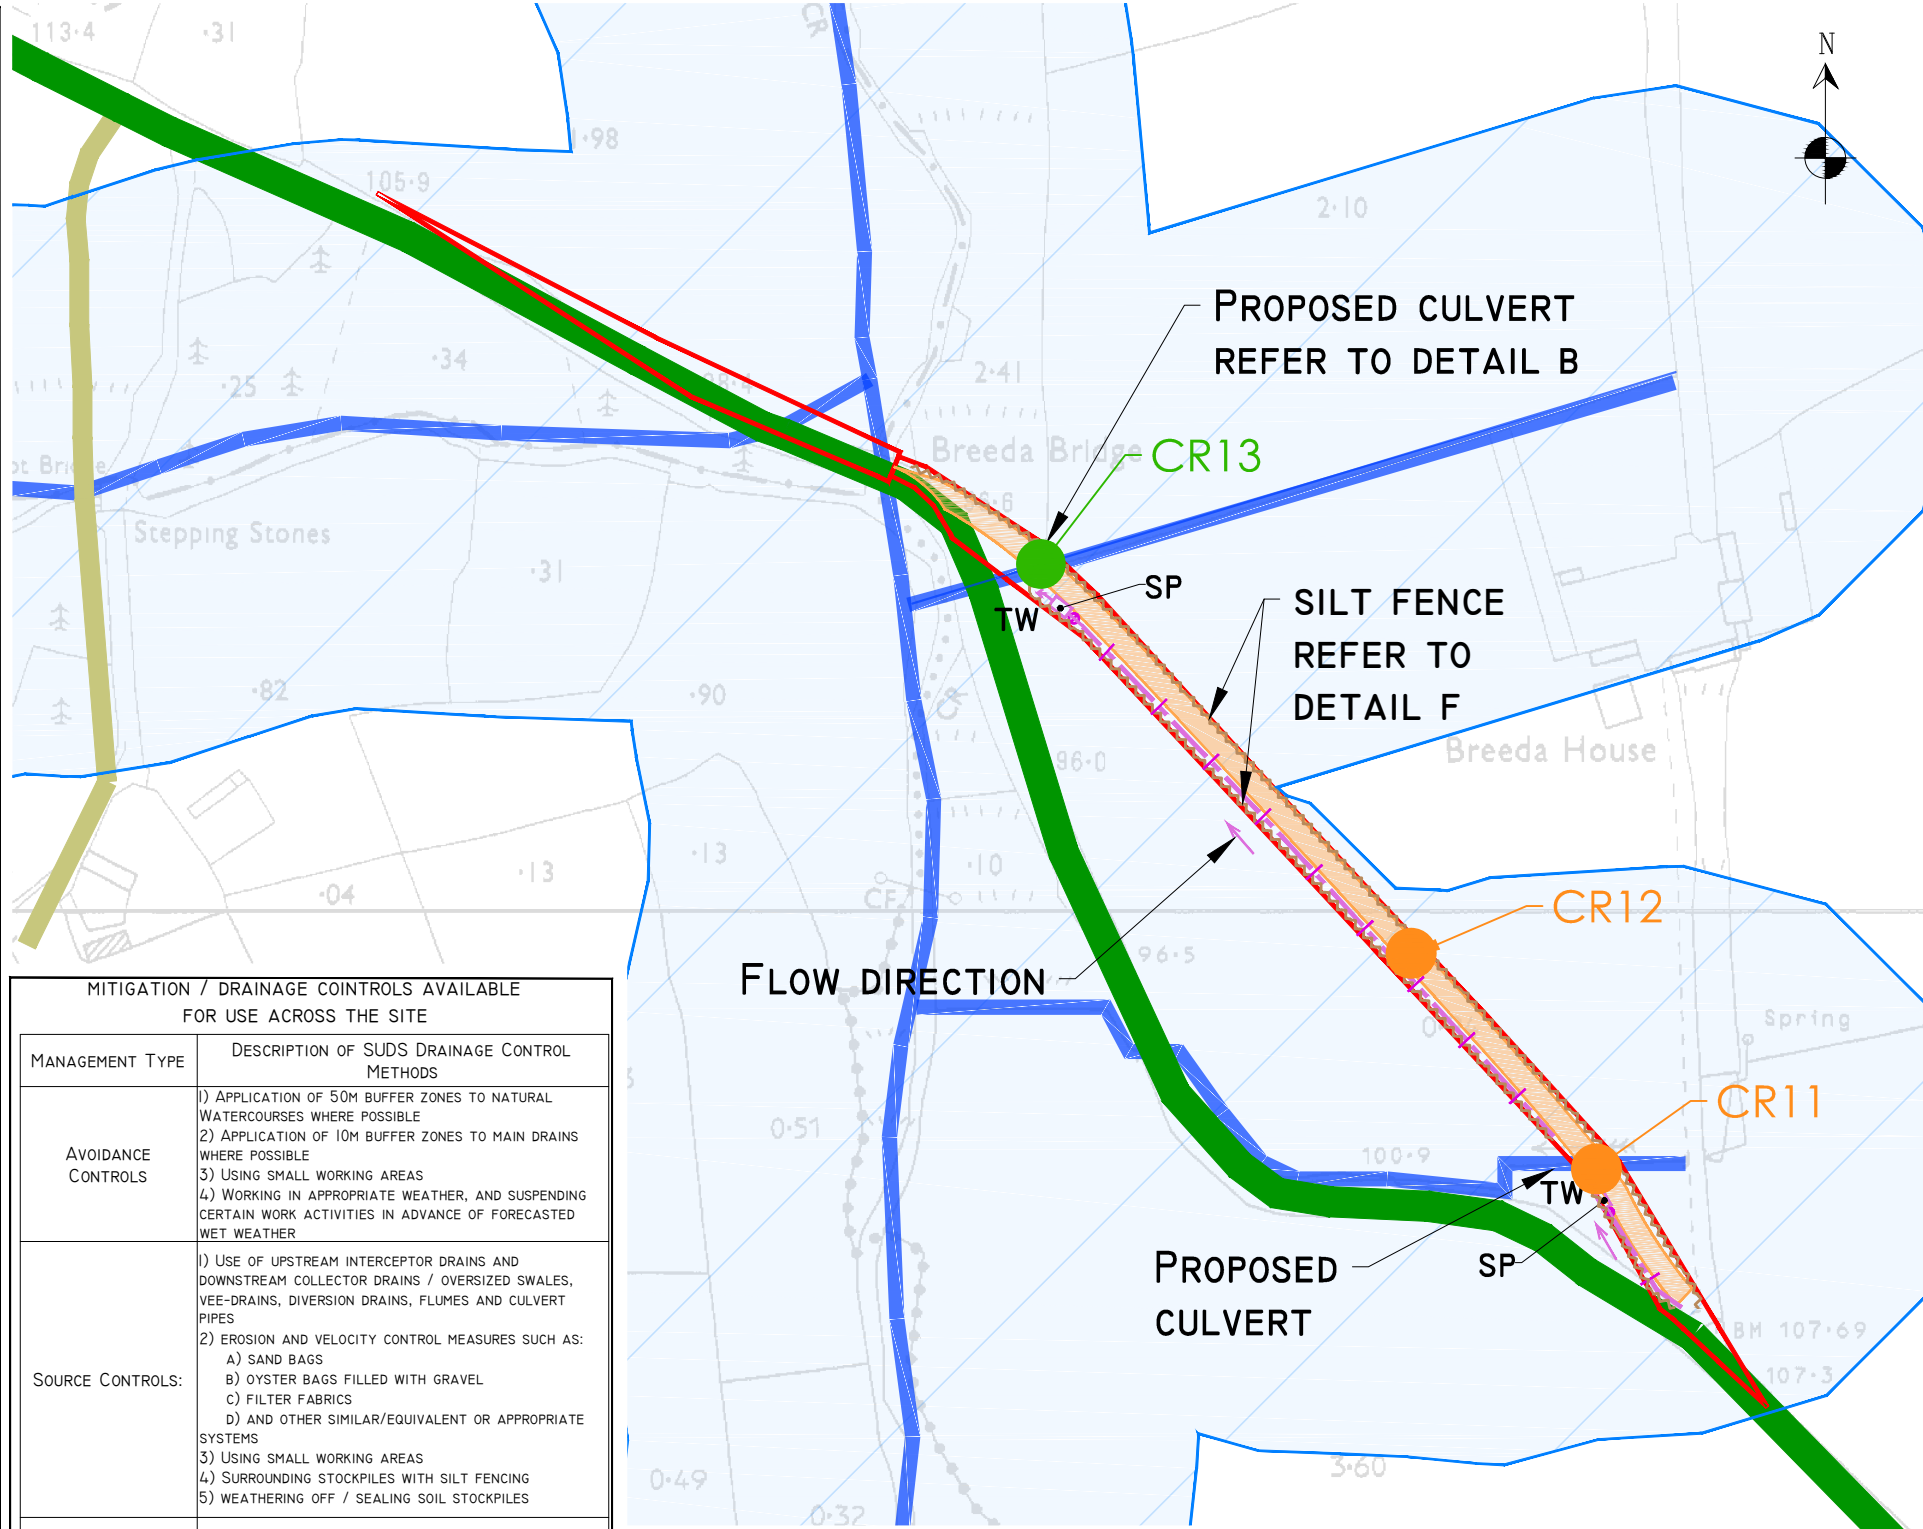 113·4
·31
CR
N
1·98
105·9
2·10
PROPOSED CULVERT
REFER TO DETAIL B
·34
·25
98·4
2·41
Breeda Bridge
CR13
Stepping Stones
·31
SP
TW
SILT FENCE
REFER TO
DETAIL F
·82
·90
CR
96·0
Breeda House
·13
·13
·10
·04
CF
CR12
96·5
FLOW DIRECTION
Spring
CR11
0·51
100·9
TW
PROPOSED
CULVERT
SP
BM 107·69
107·3
3·60
0·49
0·32
MITIGATION / DRAINAGE COINTROLS AVAILABLE
FOR USE ACROSS THE SITE
MANAGEMENT TYPE
DESCRIPTION OF SUDS DRAINAGE CONTROL
METHODS
AVOIDANCE
CONTROLS
1) APPLICATION OF 50M BUFFER ZONES TO NATURAL
WATERCOURSES WHERE POSSIBLE
2) APPLICATION OF 10M BUFFER ZONES TO MAIN DRAINS
WHERE POSSIBLE
3) USING SMALL WORKING AREAS
4) WORKING IN APPROPRIATE WEATHER, AND SUSPENDING
CERTAIN WORK ACTIVITIES IN ADVANCE OF FORECASTED
WET WEATHER
SOURCE CONTROLS:
1) USE OF UPSTREAM INTERCEPTOR DRAINS AND
DOWNSTREAM COLLECTOR DRAINS / OVERSIZED SWALES,
VEE-DRAINS, DIVERSION DRAINS, FLUMES AND CULVERT
PIPES
2) EROSION AND VELOCITY CONTROL MEASURES SUCH AS:
A) SAND BAGS
B) OYSTER BAGS FILLED WITH GRAVEL
C) FILTER FABRICS
D) AND OTHER SIMILAR/EQUIVALENT OR APPROPRIATE
SYSTEMS
3) USING SMALL WORKING AREAS
4) SURROUNDING STOCKPILES WITH SILT FENCING
5) WEATHERING OFF / SEALING SOIL STOCKPILES